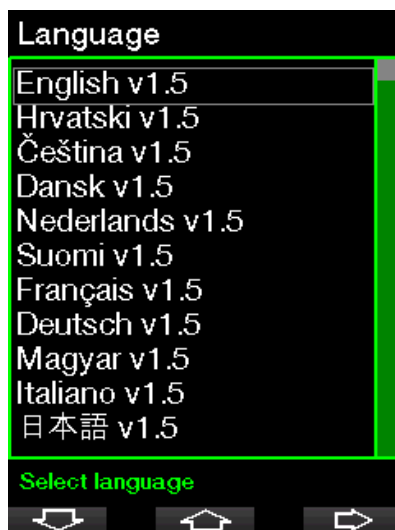 Language
English v1.5
Hrvatski v1.5
Čeština v1.5
Dansk v1.5
Nederlands v1.5
Suomi v1.5
Français v1.5
Deutsch v1.5
Magyar v1.5
Italiano v1.5
日本語 v1.5
Select language